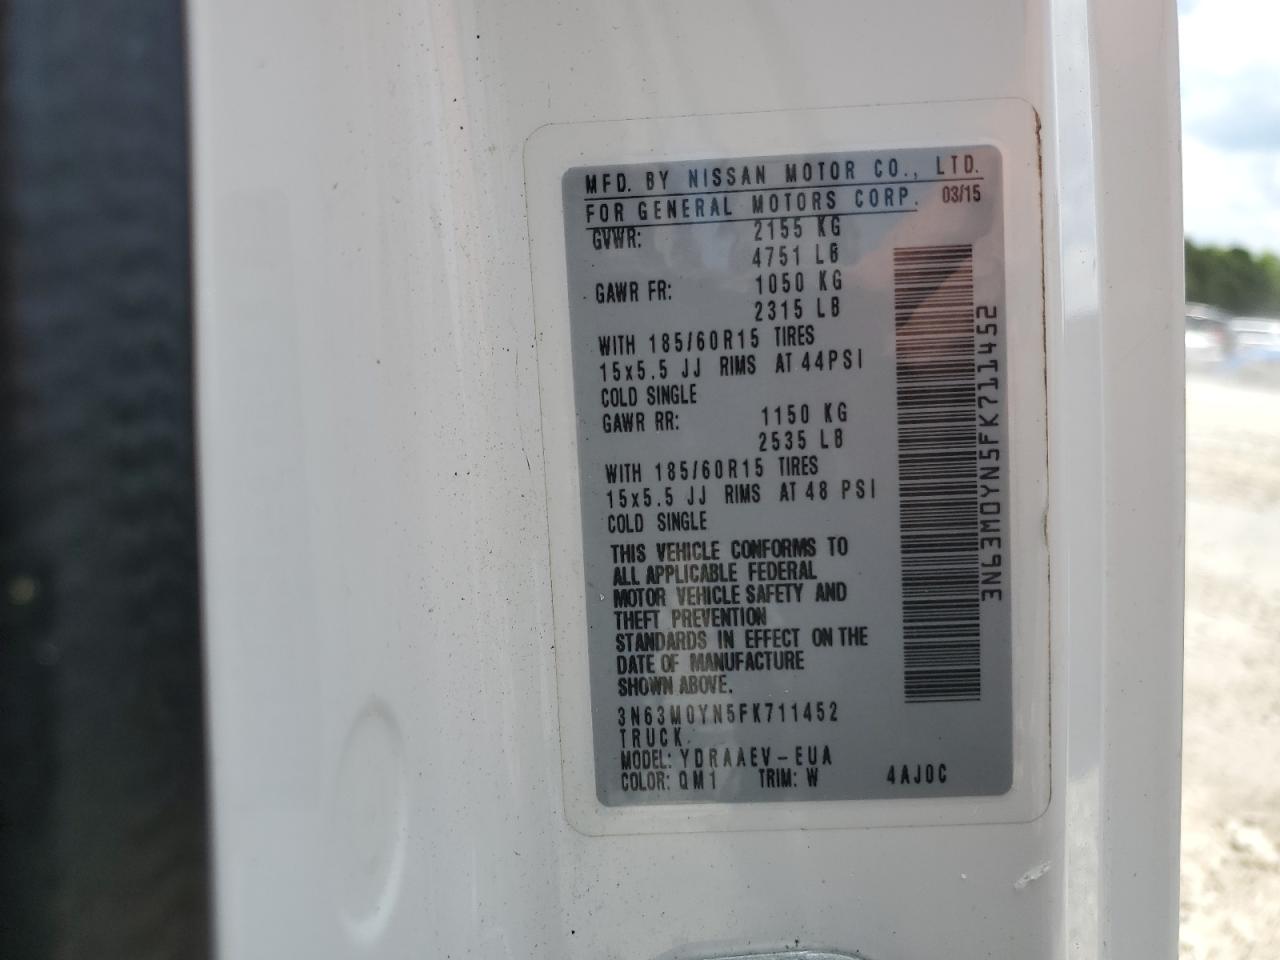 MFD. BY NISSAN MOTOR CO., LTD.
FOR GENERAL MOTORS CORP. 03/15
GVWR: 2155 KG
4751 LB
GAWR FR: 1050 KG
2315 LB
WITH 185/60R15 TIRES
15x5.5 JJ RIMS AT 44PSI
COLD SINGLE
GAWR RR: 1150 KG
2535 LB
WITH 185/60R15 TIRES
15x5.5 JJ RIMS AT 48 PSI
COLD SINGLE
THIS VEHICLE CONFORMS TO
ALL APPLICABLE FEDERAL
MOTOR VEHICLE SAFETY AND
THEFT PREVENTION
STANDARDS IN EFFECT ON THE
DATE OF MANUFACTURE
SHOWN ABOVE.
3N63M0YN5FK711452
TRUCK
MODEL: YDRAAEV-EUA
COLOR: QM1 TRIM: W 4AJ0C
3N63M0YN5FK711452